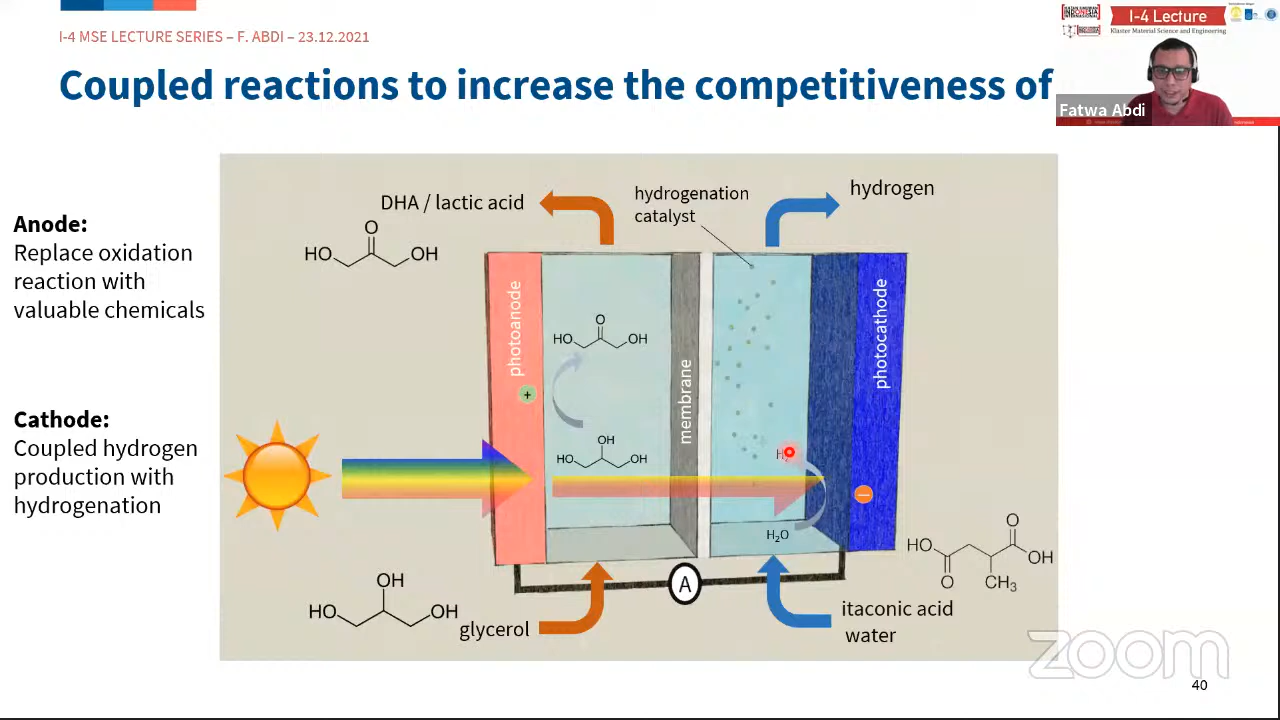 I-4 MSE LECTURE SERIES – F. ABDI – 23.12.2021
Coupled reactions to increase the competitiveness of
I-4 Lecture
Klaster Material Science and Engineering
Fatwa Abdi
Anode:
Replace oxidation
reaction with
valuable chemicals
Cathode:
Coupled hydrogen
production with
hydrogenation
DHA / lactic acid
hydrogenation
catalyst
hydrogen
O
HO
OH
photoanode
+
O
HO
OH
OH
HO
OH
membrane
photocathode
H₂O
−
A
OH
HO
OH
glycerol
itaconic acid
water
O
HO
OH
O
CH₃
zoom
40